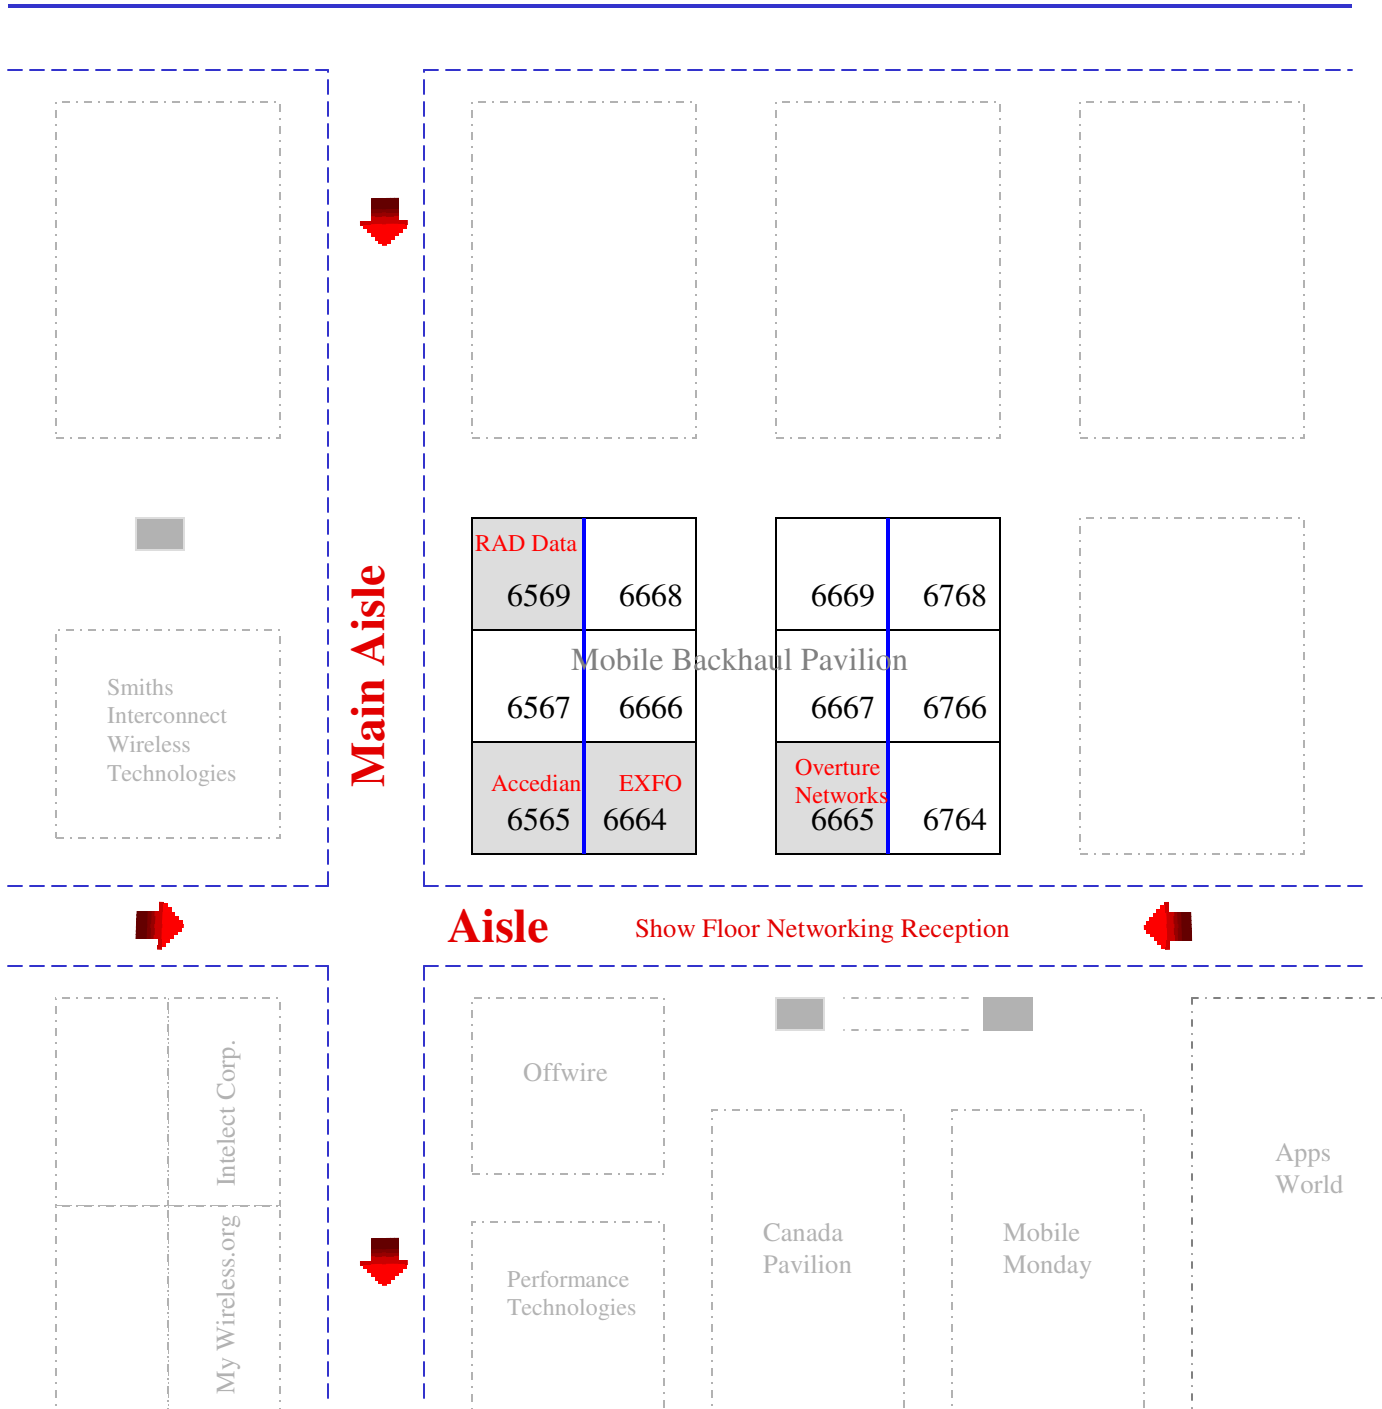 RAD Data
6569 6668 6669 6768
Main Aisle
Mobile Backhaul Pavilion
Smiths
Interconnect
Wireless
Technologies
6567 6666 6667 6766
Accedian EXFO
Overture
Networks
6565 6664 6665 6764
Aisle
Show Floor Networking Reception
Intelect Corp.
My Wireless.org
Offwire
Performance
Technologies
Canada
Pavilion
Mobile
Monday
Apps
World